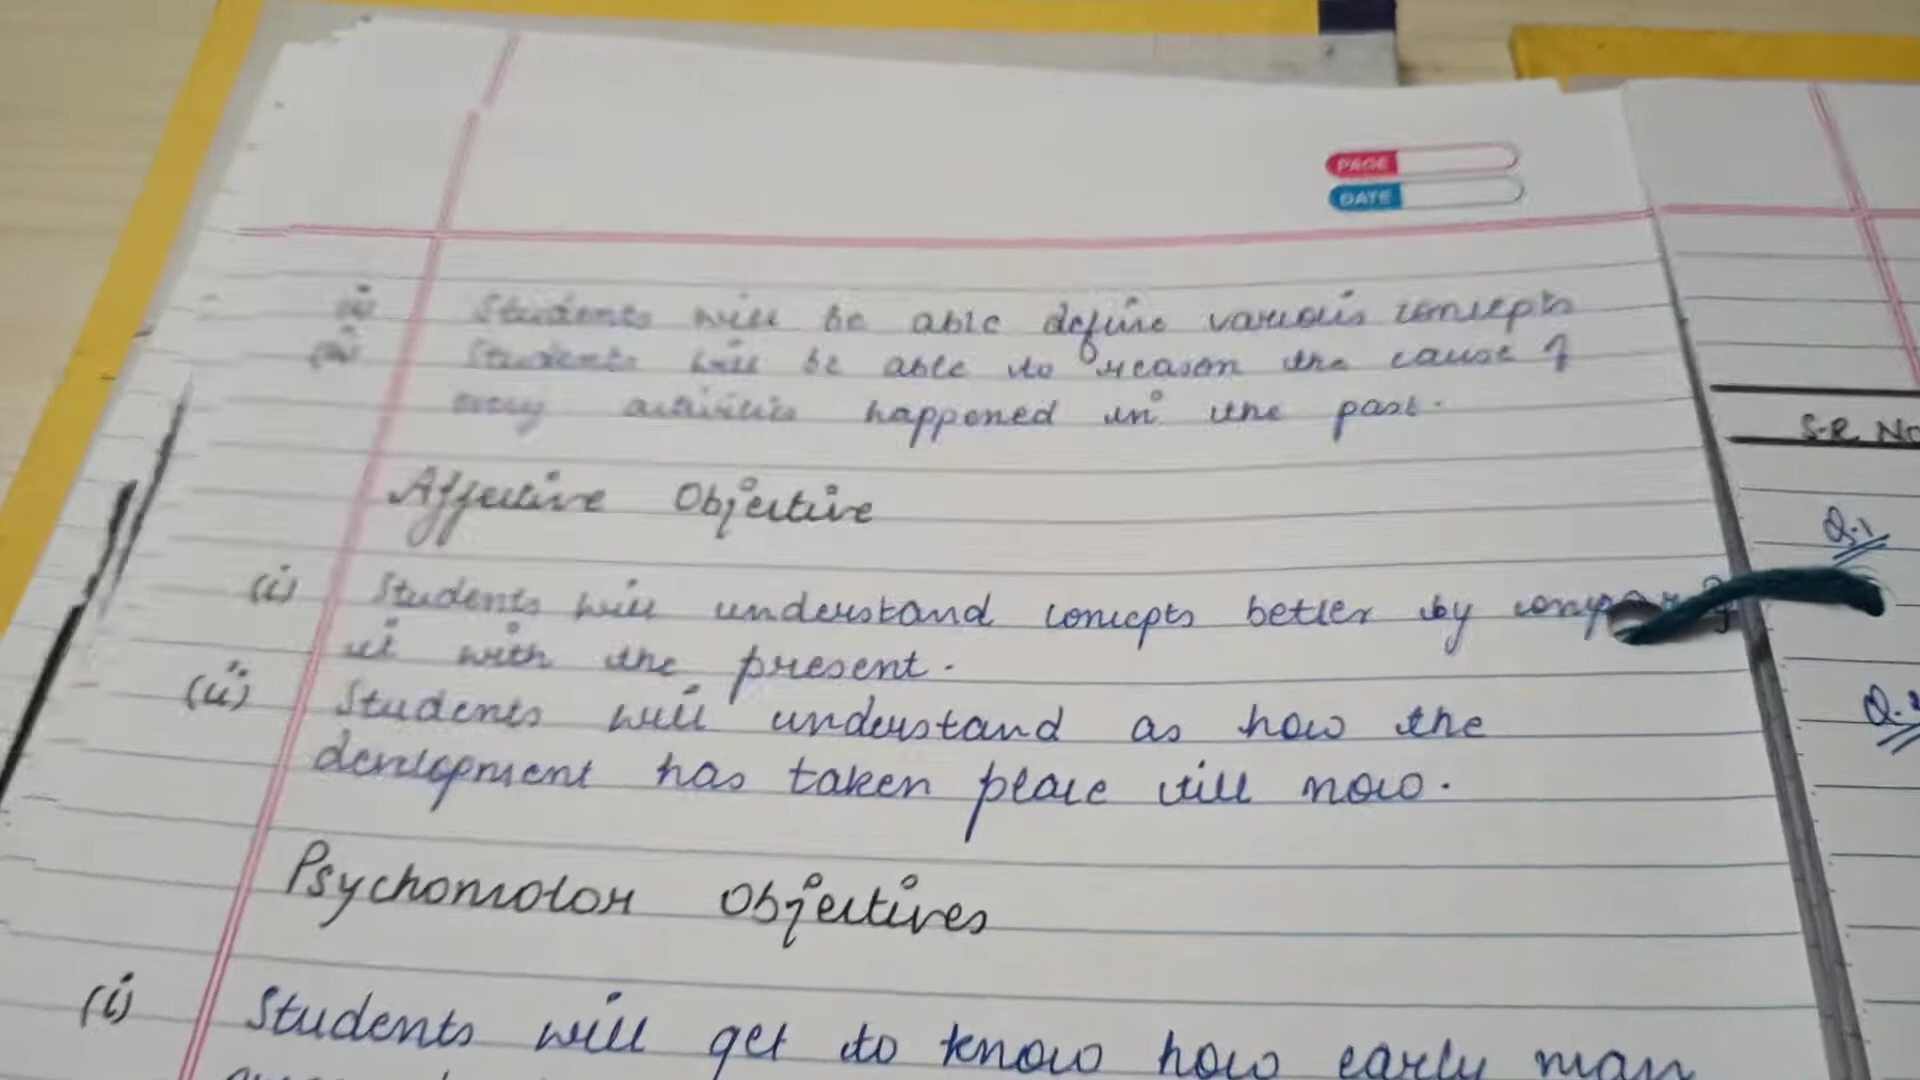 PAGE
DATE
Students will be able define various concepts
Students will be able to reason the cause of
every activities happened in the past.
Affective Objective
(i) Students will understand concepts better by
it with the present.
(ii) Students will understand as how the
development has taken place till now.
Psychomotor Objectives
(i) Students will get to know how early man
S.R. No
Q.1